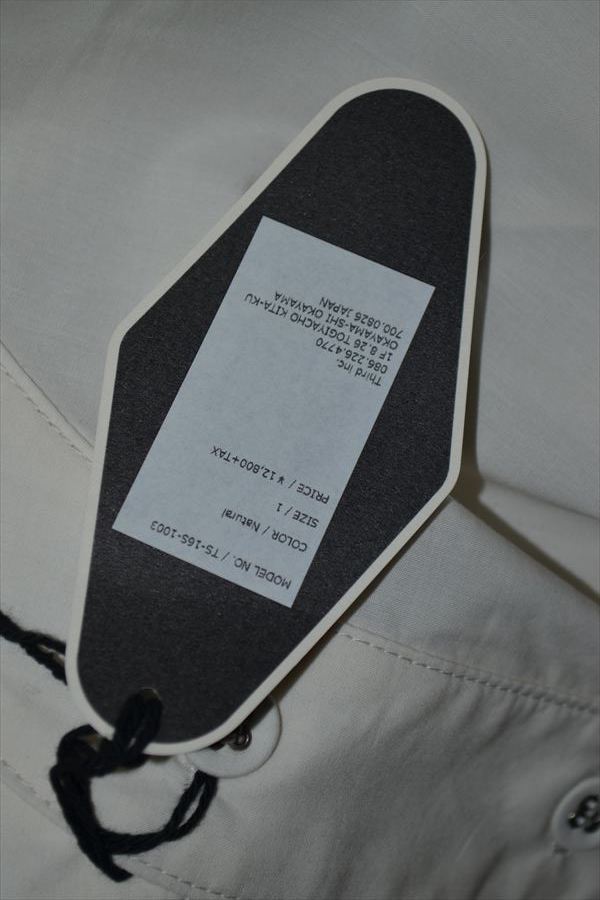 MODEL NO. / TS-16S-1003
COLOR / Natural
SIZE / 1
PRICE / ¥ 12,800+TAX
Third inc.
086.226.4770
1F 8.26 TOGIYACHO KITA-KU
OKAYAMA-SHI OKAYAMA
700.0826 JAPAN